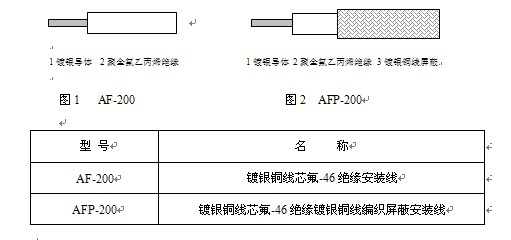 1 镀银导体 2 聚全氟乙丙烯绝缘
1 镀银导体 2 聚全氟乙丙烯绝缘 3 镀银铜线屏蔽
图 1 AF-200
图 2 AFP-200
型 号 名 称
AF-200 镀银铜线芯氟-46 绝缘安装线
AFP-200 镀银铜线芯氟-46 绝缘镀银铜线编织屏蔽安装线